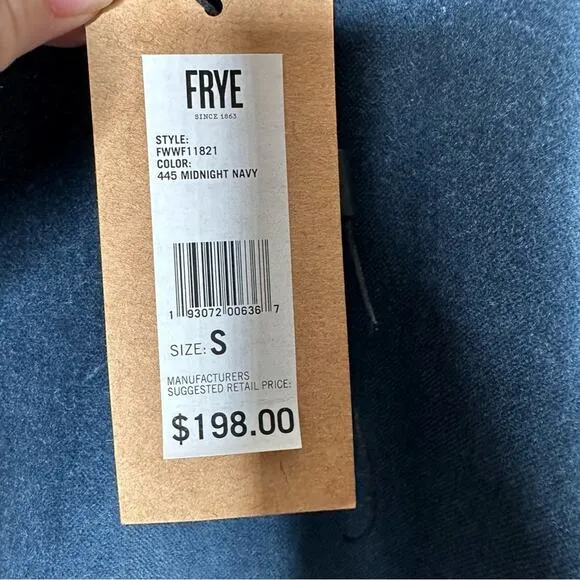 FRYE
SINCE 1863
STYLE:
FWWF11821
COLOR:
445 MIDNIGHT NAVY
1 93072 00636 7
SIZE: S
MANUFACTURERS
SUGGESTED RETAIL PRICE:
$198.00